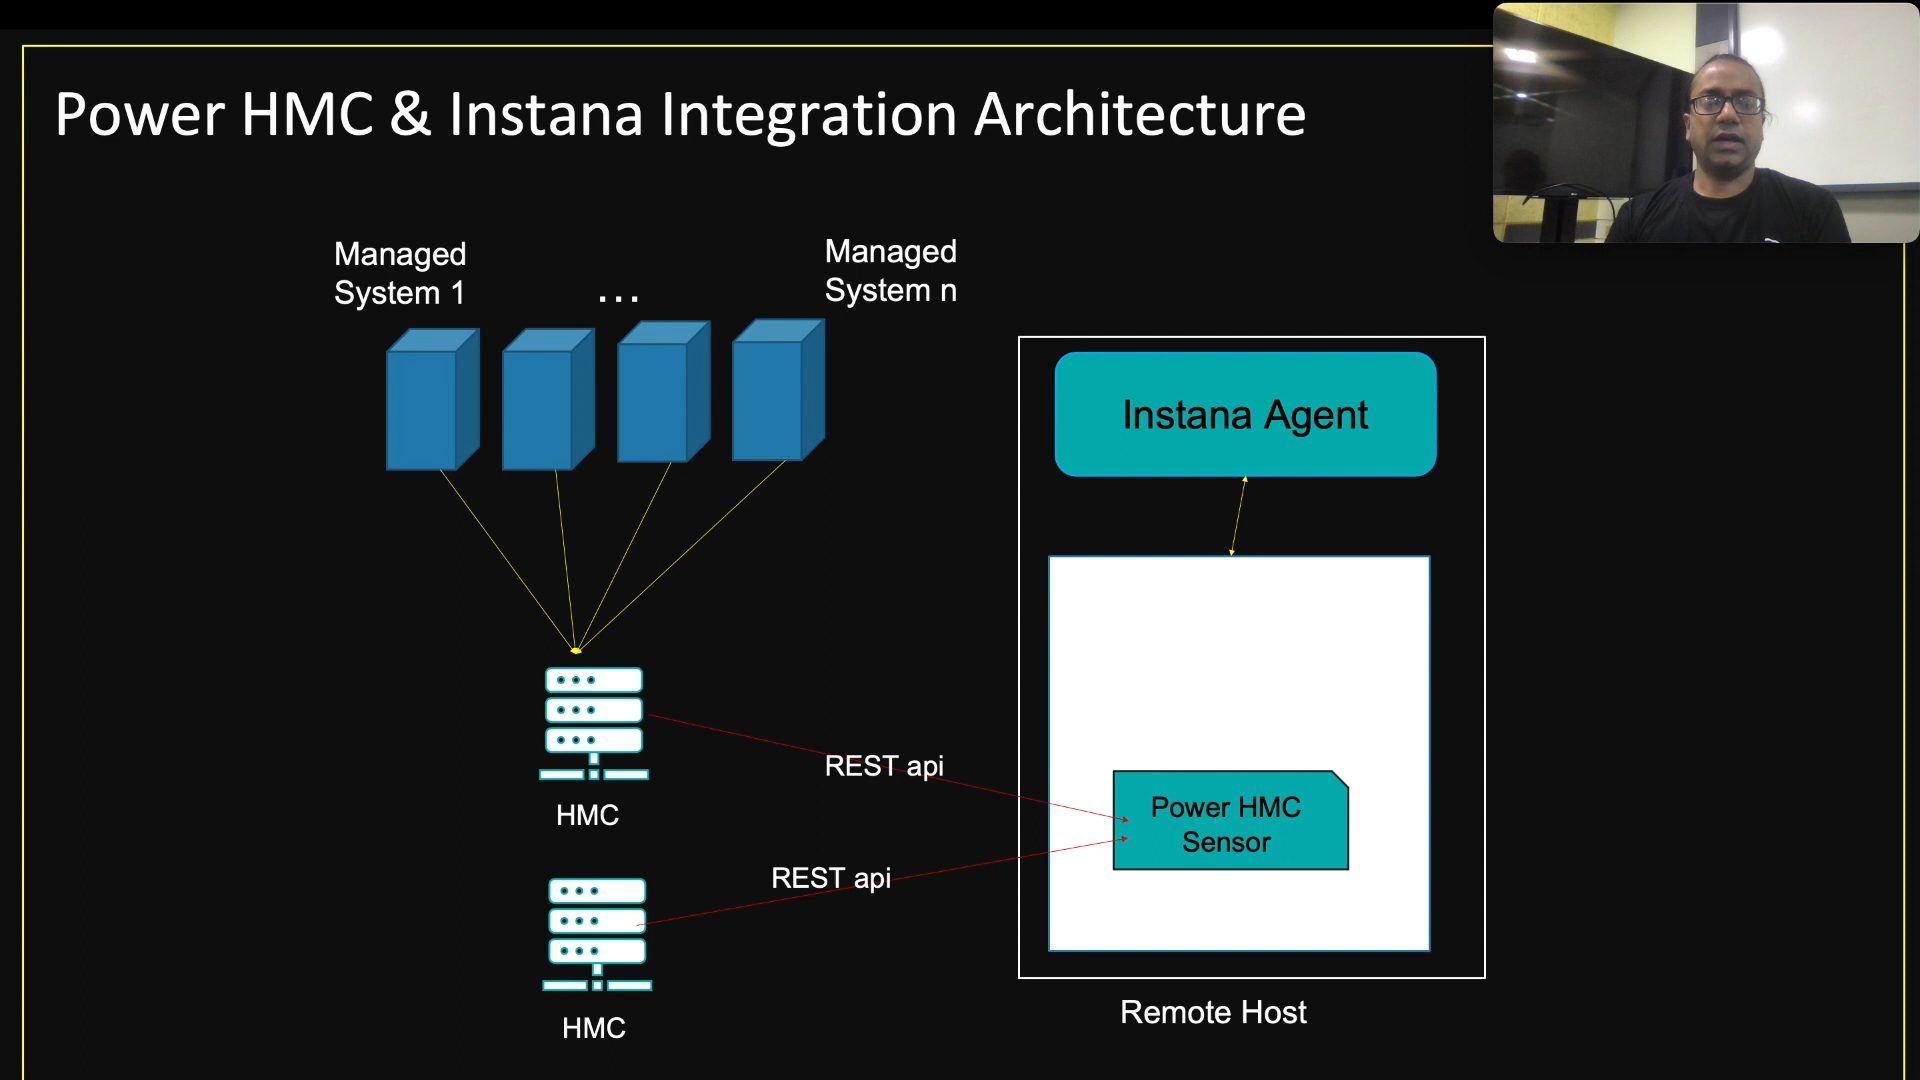 Power HMC & Instana Integration Architecture
Managed
System 1
...
Managed
System n
Instana Agent
REST api
Power HMC
Sensor
HMC
REST api
HMC
Remote Host